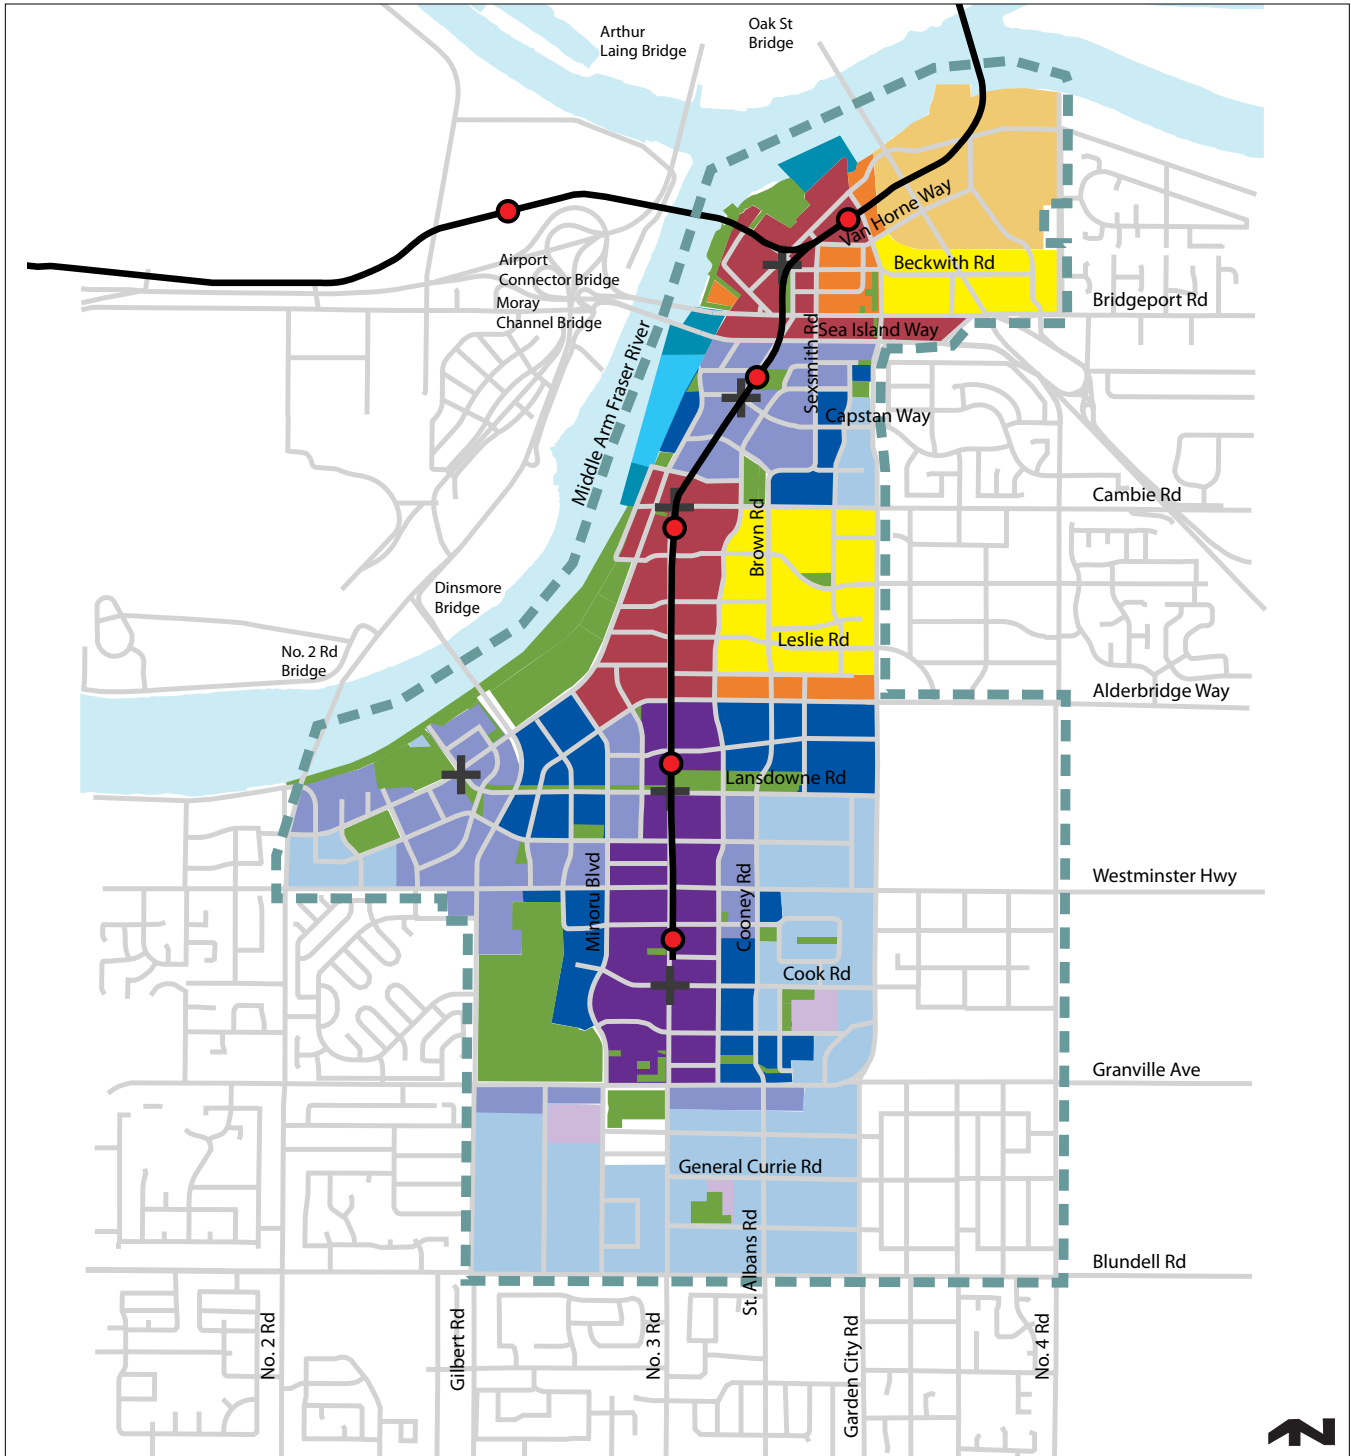 Arthur
Laing Bridge
Oak St
Bridge
Van Horne Way
Airport
Connector Bridge
Beckwith Rd
Moray
Channel Bridge
Bridgeport Rd
Sea Island Way
Sexsmith Rd
Middle Arm Fraser River
Capstan Way
Cambie Rd
Brown Rd
Dinsmore
Bridge
No. 2 Rd
Bridge
Leslie Rd
Alderbridge Way
Lansdowne Rd
Westminster Hwy
Minoru Blvd
Cooney Rd
Cook Rd
Granville Ave
General Currie Rd
St. Albans Rd
Blundell Rd
No. 2 Rd
Gilbert Rd
No. 3 Rd
Garden City Rd
No. 4 Rd
N